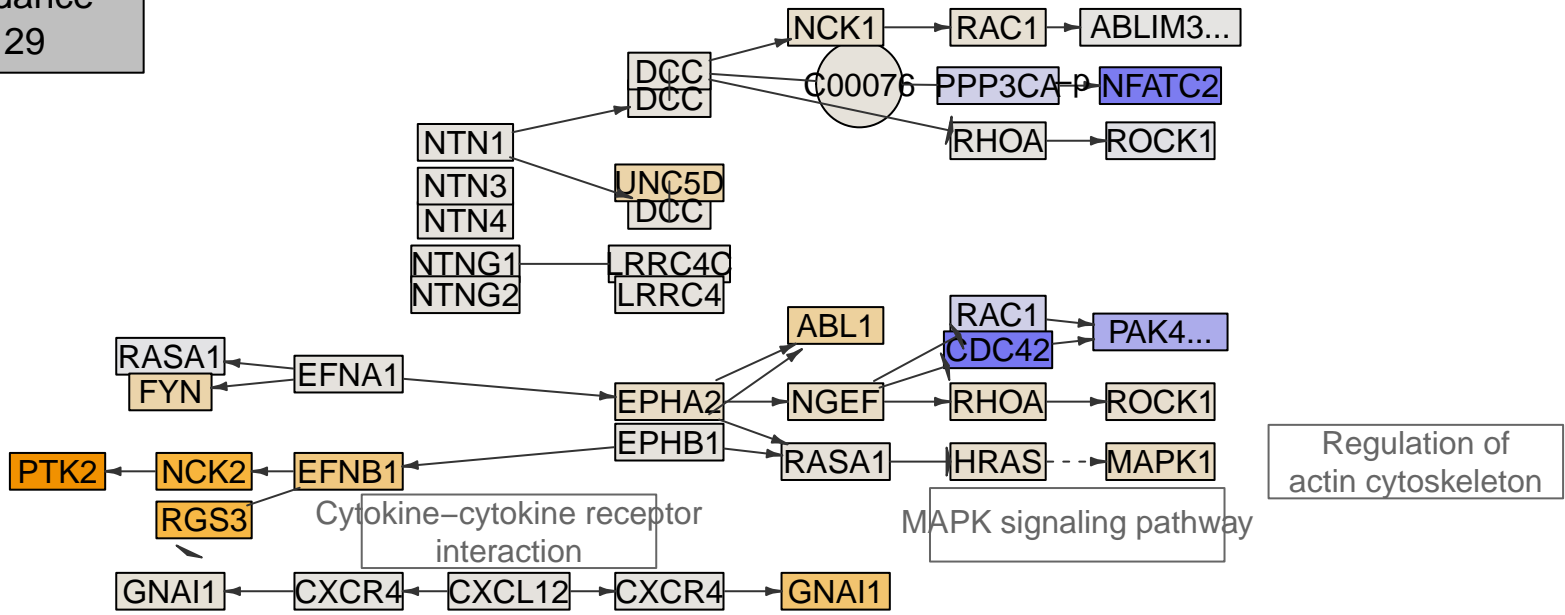 dance
29
NCK1
RAC1
ABLIM3...
DCC
DCC
C00076
PPP3CA
–p
NFATC2
NTN1
RHOA
ROCK1
NTN3
NTN4
UNC5D
DCC
NTNG1
NTNG2
LRRC4C
LRRC4
RAC1
CDC42
PAK4...
ABL1
RASA1
FYN
EFNA1
EPHA2
NGEF
RHOA
ROCK1
EPHB1
PTK2
NCK2
EFNB1
RASA1
HRAS
MAPK1
Regulation of
actin cytoskeleton
RGS3
Cytokine−cytokine receptor
interaction
MAPK signaling pathway
GNAI1
CXCR4
CXCL12
CXCR4
GNAI1